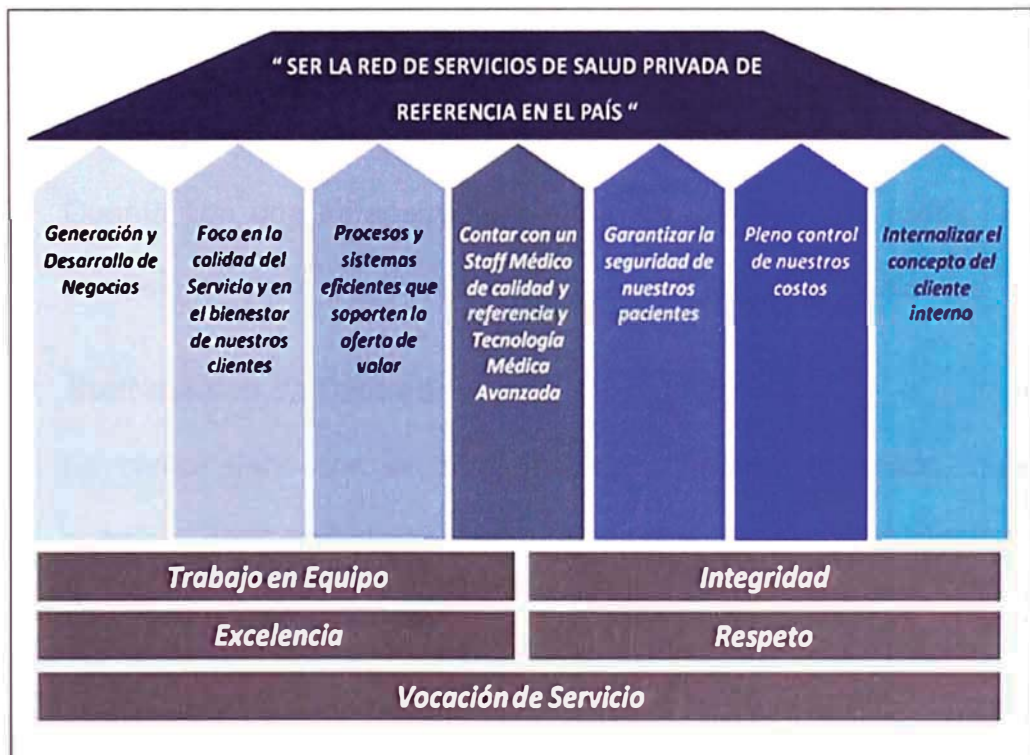 “ SER LA RED DE SERVICIOS DE SALUD PRIVADA DE
REFERENCIA EN EL PAÍS “
Generación y
Desarrollo de
Negocios
Foco en la
calidad del
Servicio y en
el bienestar
de nuestros
clientes
Procesos y
sistemas
eficientes que
soporten la
oferta de
valor
Contar con un
Staff Médico
de calidad y
referencia y
Tecnología
Médica
Avanzada
Garantizar la
seguridad de
nuestros
pacientes
Pleno control
de nuestros
costos
Internalizar el
concepto del
cliente
interno
Trabajo en Equipo
Integridad
Excelencia
Respeto
Vocación de Servicio